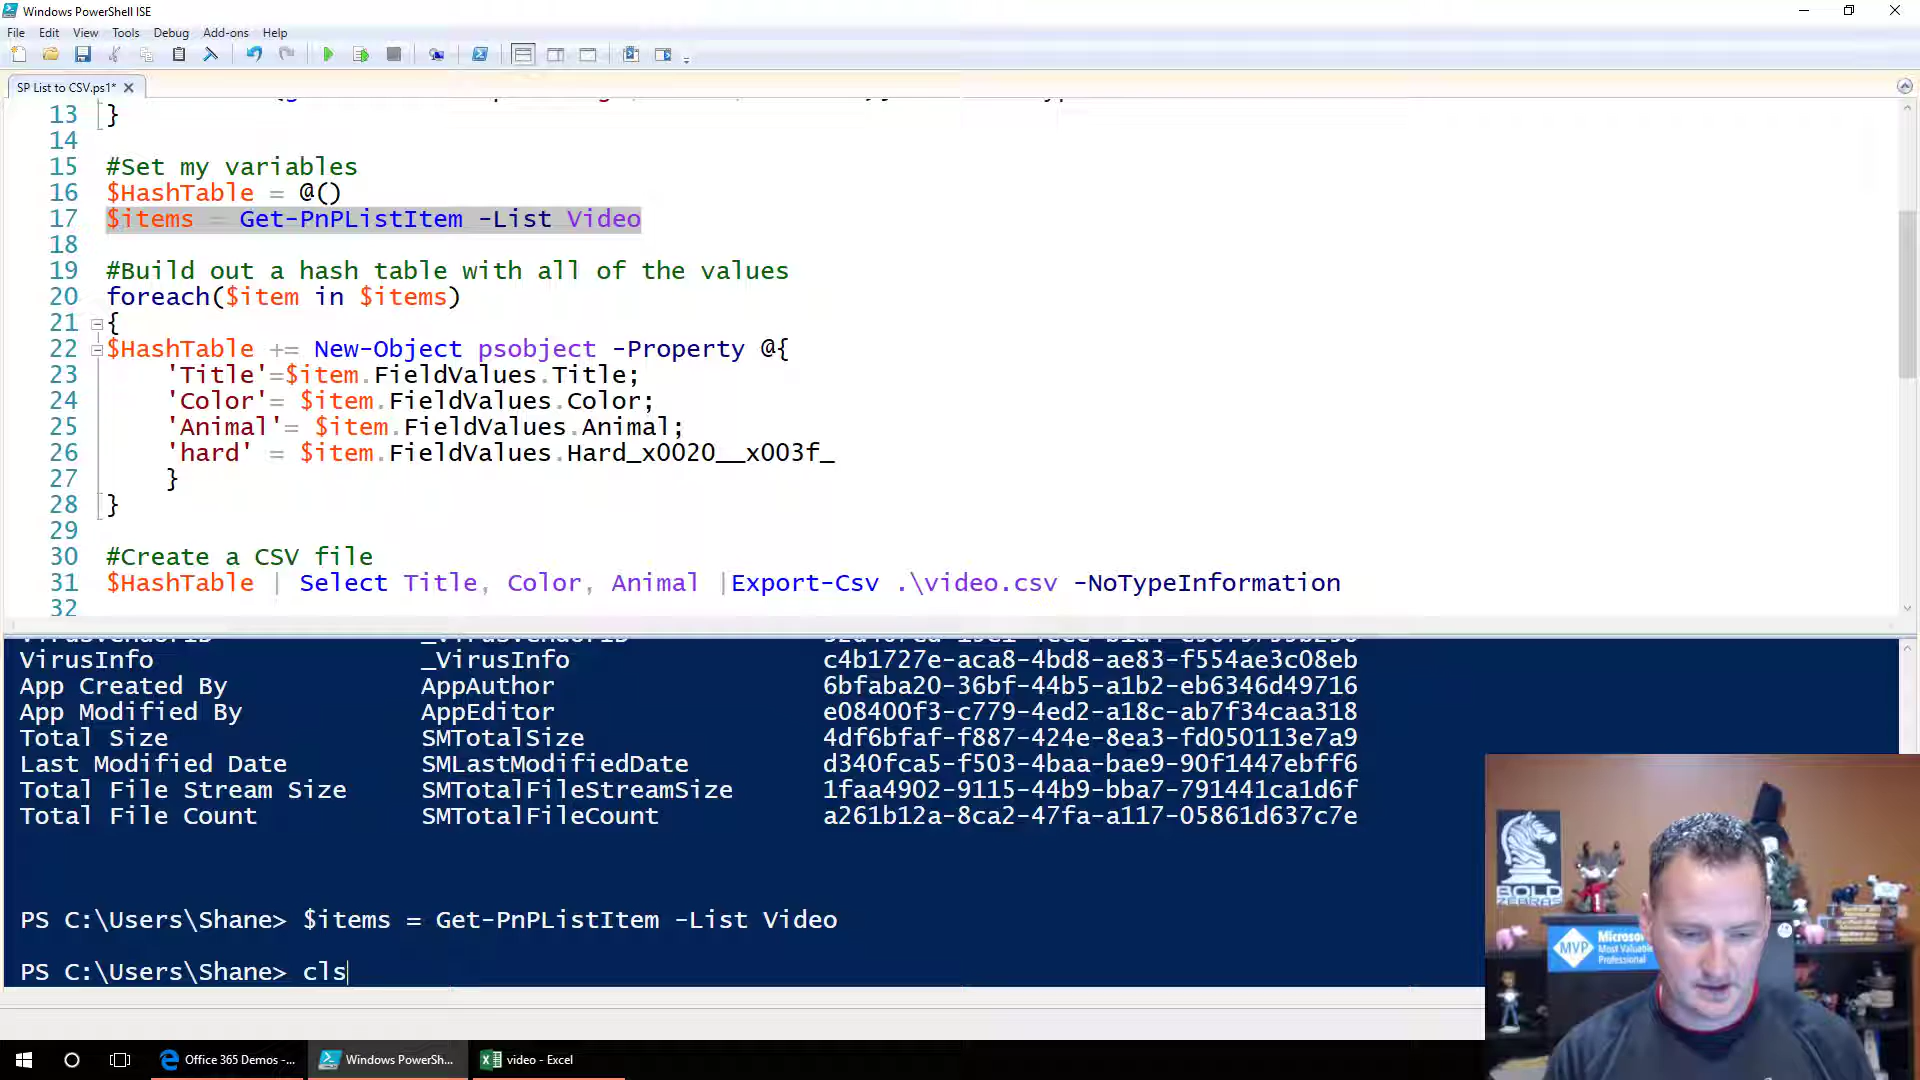 Windows PowerShell ISE
File Edit View Tools Debug Add-ons Help
SP List to CSV.ps1*
13 }
14
15 #Set my variables
16 $HashTable = @()
17 $items = Get-PnPListItem -List Video
18
19 #Build out a hash table with all of the values
20 foreach($item in $items)
21 {
22 $HashTable += New-Object psobject -Property @{
23 'Title'=$item.FieldValues.Title;
24 'Color'= $item.FieldValues.Color;
25 'Animal'= $item.FieldValues.Animal;
26 'hard' = $item.FieldValues.Hard_x0020__x003f_
27 }
28 }
29
30 #Create a CSV file
31 $HashTable | Select Title, Color, Animal |Export-Csv .\video.csv -NoTypeInformation
32
VirusInfo _VirusInfo c4b1727e-aca8-4bd8-ae83-f554ae3c08eb
App Created By AppAuthor 6bfaba20-36bf-44b5-a1b2-eb6346d49716
App Modified By AppEditor e08400f3-c779-4ed2-a18c-ab7f34caa318
Total Size SMTotalSize 4df6bfaf-f887-424e-8ea3-fd050113e7a9
Last Modified Date SMLastModifiedDate d340fca5-f503-4baa-bae9-90f1447ebff6
Total File Stream Size SMTotalFileStreamSize 1faa4902-9115-44b9-bba7-791441ca1d6f
Total File Count SMTotalFileCount a261b12a-8ca2-47fa-a117-05861d637c7e
PS C:\Users\Shane> $items = Get-PnPListItem -List Video
PS C:\Users\Shane> cls
BOLD
ZEBRAS
MVP
Microso
Most Valuable
Professional
Office 365 Demos -...
Windows PowerSh...
video - Excel